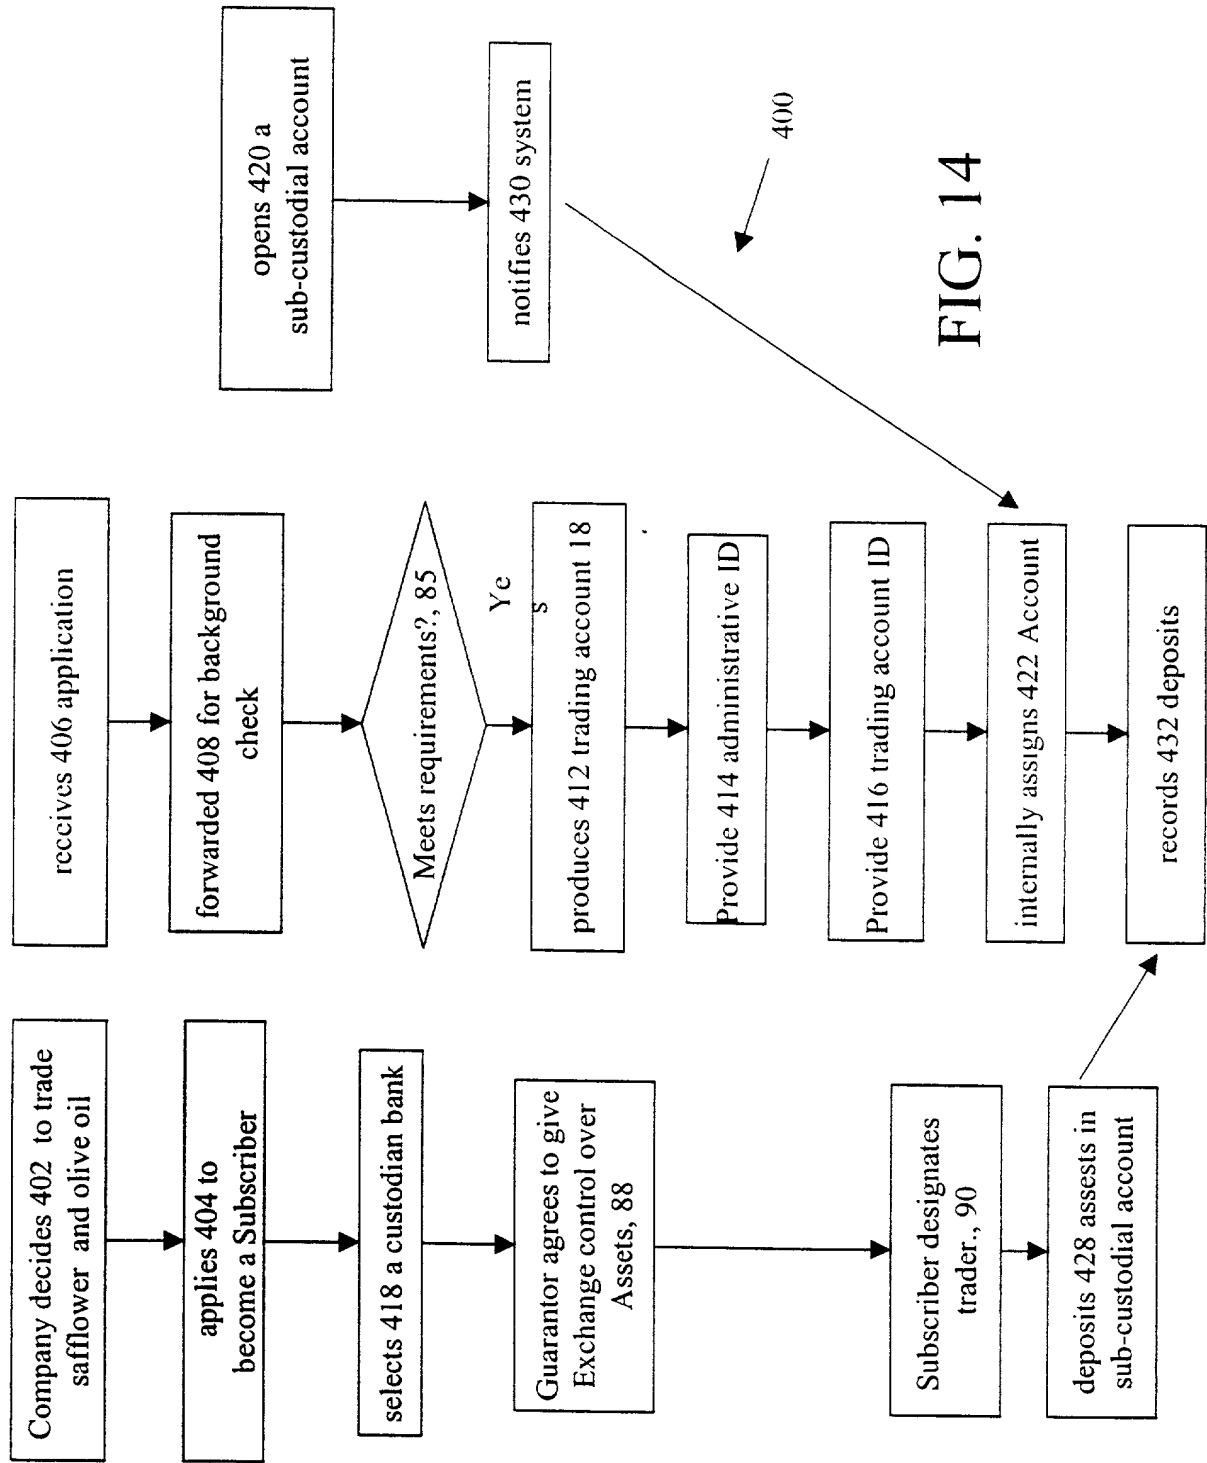 Company decides 402 to trade
safflower and olive oil
applies 404 to
become a Subscriber
selects 418 a custodian bank
Guarantor agrees to give
Exchange control over
Assets, 88
Subscriber designates
trader., 90
deposits 428 assests in
sub-custodial account
receives 406 application
forwarded 408 for background
check
Meets requirements?, 85
Ye
s
produces 412 trading account 18
Provide 414 administrative ID
Provide 416 trading account ID
internally assigns 422 Account
records 432 deposits
opens 420 a
sub-custodial account
notifies 430 system
400
FIG. 14